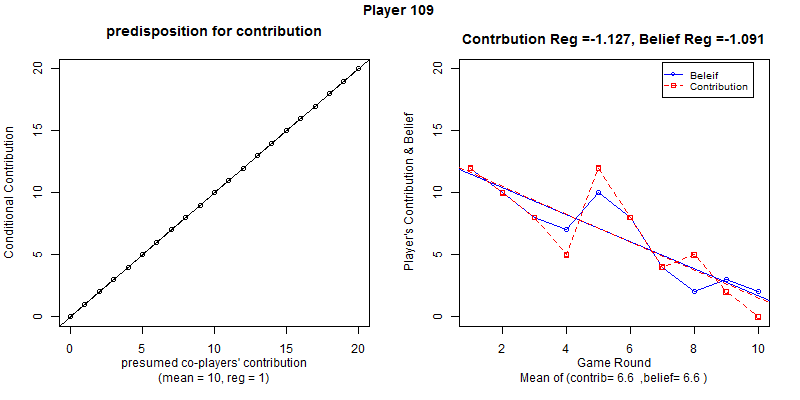 Player 109
predisposition for contribution
Conditional Contribution
20
15
10
5
0
0 5 10 15 20
presumed co-players' contribution
(mean = 10, reg = 1)
Contrbution Reg =-1.127, Belief Reg =-1.091
Player's Contribution & Belief
20
15
10
5
0
Beleif
Contribution
2 4 6 8 10
Game Round
Mean of (contrib= 6.6 ,belief= 6.6 )